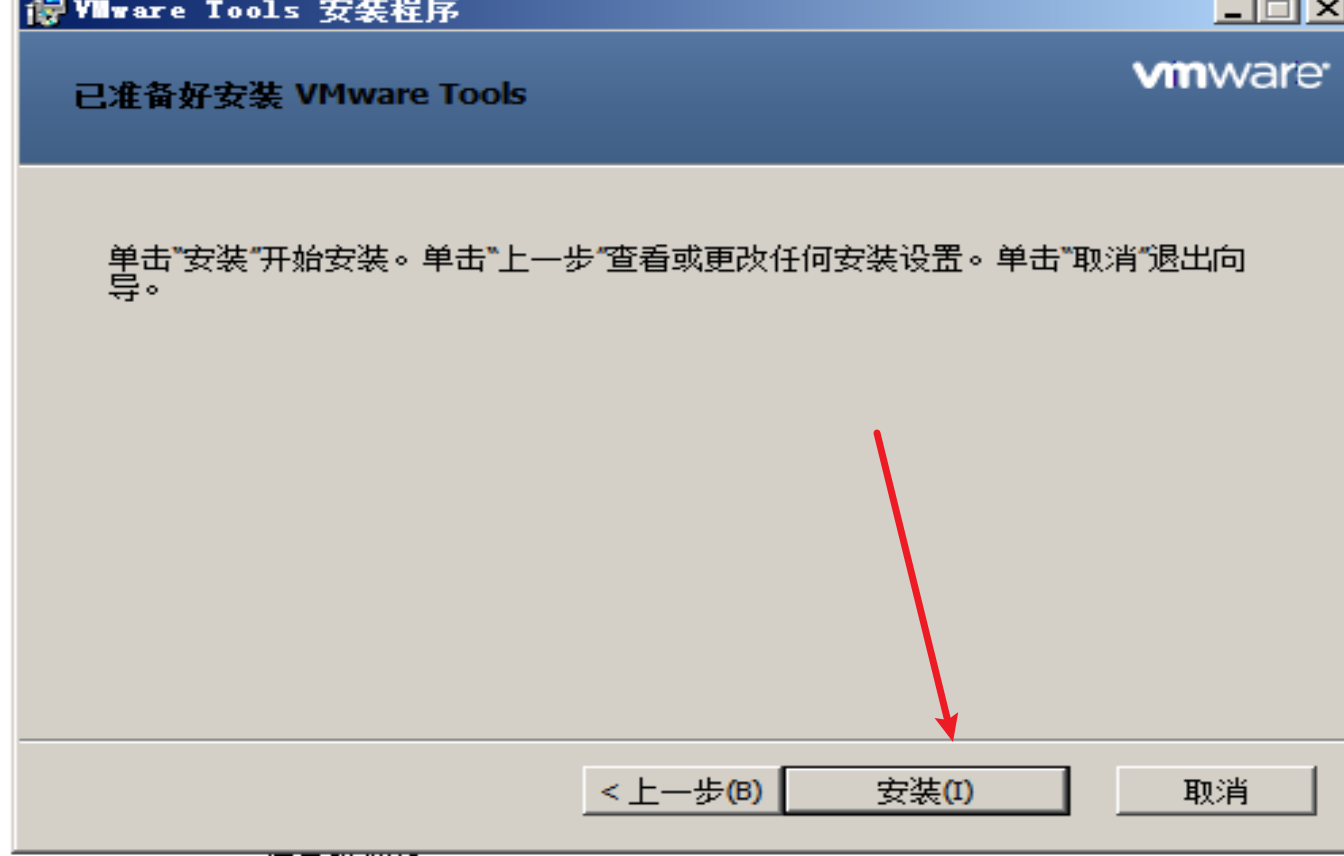 VMware Tools 安装程序
vmware
已准备好安装 VMware Tools
单击"安装"开始安装。单击"上一步"查看或更改任何安装设置。单击"取消"退出向
导。
< 上一步(B) 安装(I) 取消